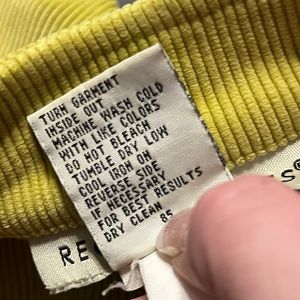 TURN GARMENT
INSIDE OUT
MACHINE WASH COLD
WITH LIKE COLORS
DO NOT BLEACH
TUMBLE DRY LOW
COOL IRON ON
REVERSE SIDE
IF NECESSARY
FOR BEST RESULTS
DRY CLEAN
85